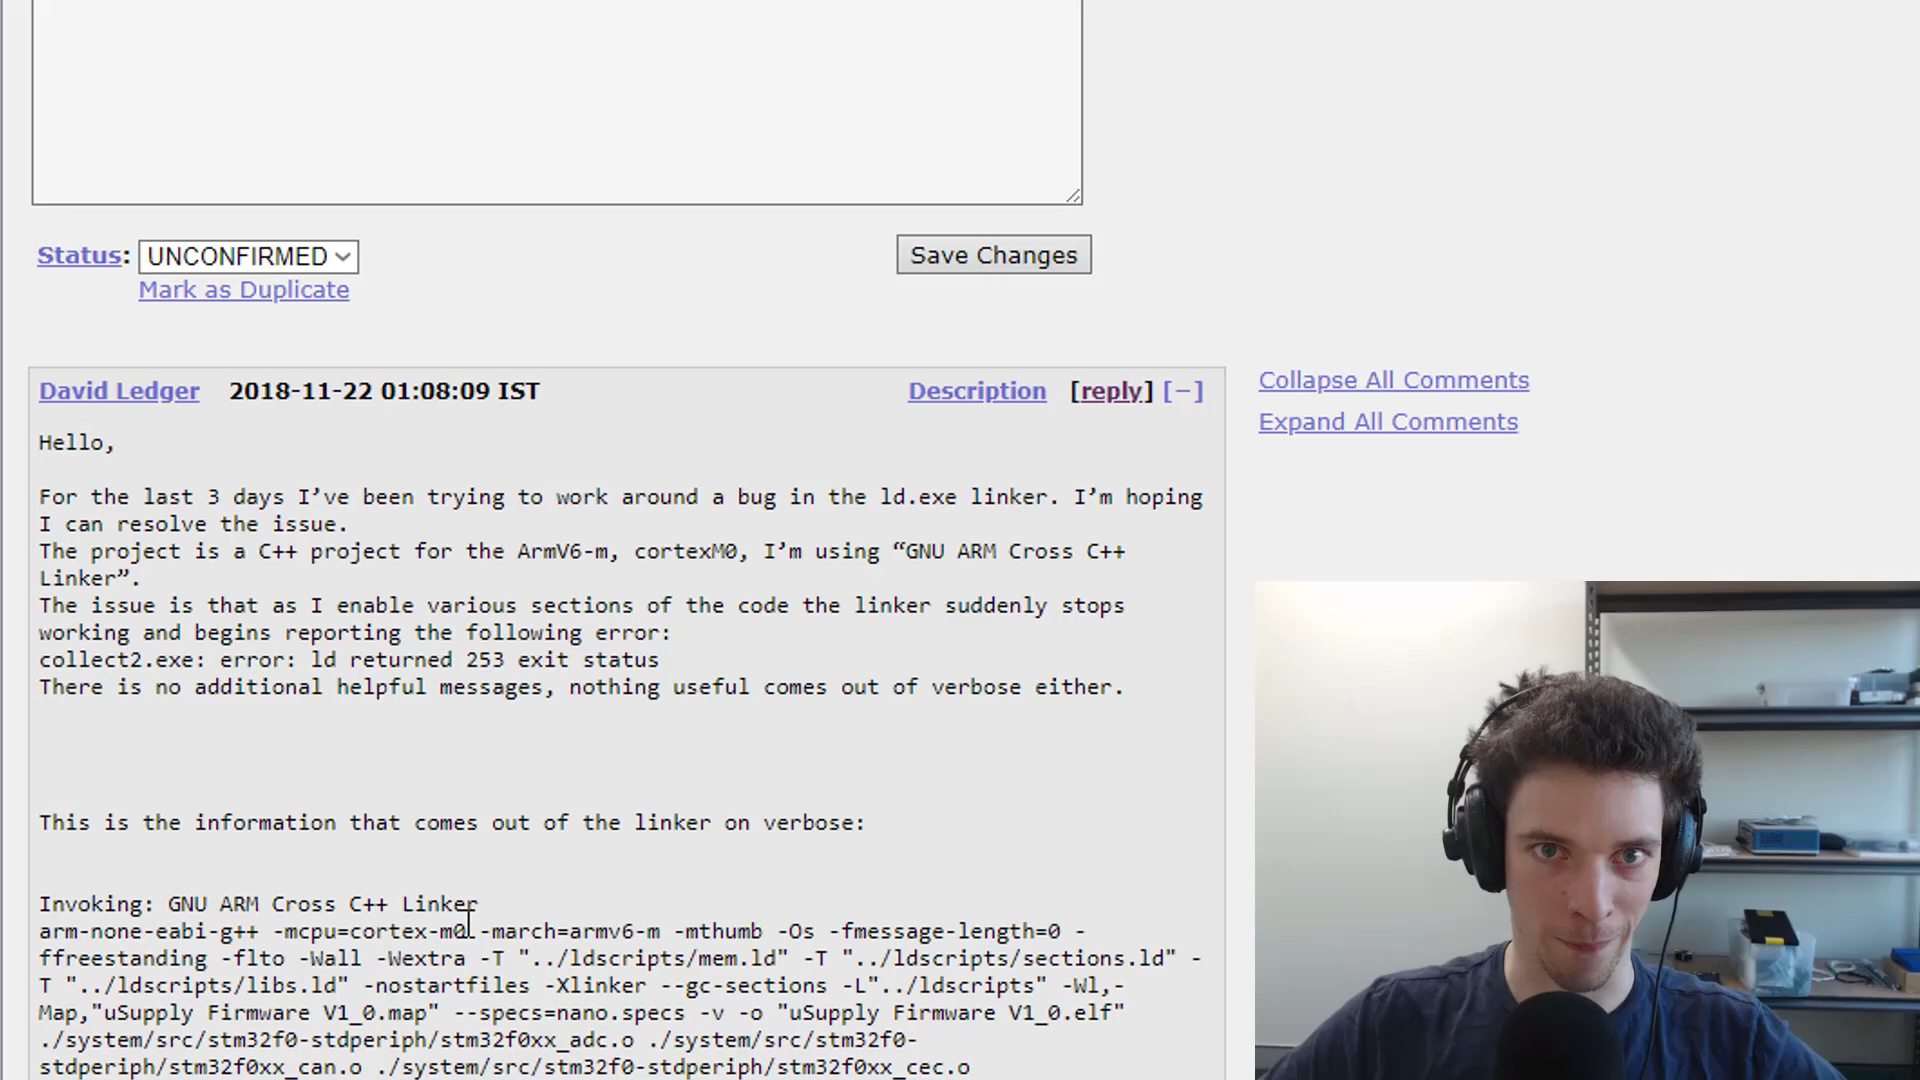 Status: UNCONFIRMED
Save Changes
Mark as Duplicate
David Ledger 2018-11-22 01:08:09 IST Description [reply] [−]
Collapse All Comments
Expand All Comments
Hello,
For the last 3 days I’ve been trying to work around a bug in the ld.exe linker. I’m hoping
I can resolve the issue.
The project is a C++ project for the ArmV6-m, cortexM0, I’m using “GNU ARM Cross C++
Linker”.
The issue is that as I enable various sections of the code the linker suddenly stops
working and begins reporting the following error:
collect2.exe: error: ld returned 253 exit status
There is no additional helpful messages, nothing useful comes out of verbose either.
This is the information that comes out of the linker on verbose:
Invoking: GNU ARM Cross C++ Linker
arm-none-eabi-g++ -mcpu=cortex-m0 -march=armv6-m -mthumb -Os -fmessage-length=0 -
ffreestanding -flto -Wall -Wextra -T "../ldscripts/mem.ld" -T "../ldscripts/sections.ld" -
T "../ldscripts/libs.ld" -nostartfiles -Xlinker --gc-sections -L"../ldscripts" -Wl,-
Map,"uSupply Firmware V1_0.map" --specs=nano.specs -v -o "uSupply Firmware V1_0.elf"
./system/src/stm32f0-stdperiph/stm32f0xx_adc.o ./system/src/stm32f0-
stdperiph/stm32f0xx_can.o ./system/src/stm32f0-stdperiph/stm32f0xx_cec.o